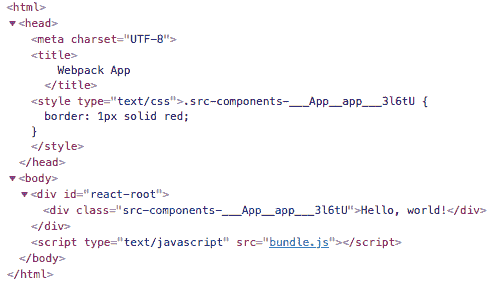 <html>
<head>
<meta charset="UTF-8">
<title>
Webpack App
</title>
<style type="text/css">.src-components-___App__app___3l6tU {
border: 1px solid red;
}
</style>
</head>
<body>
<div id="react-root">
<div class="src-components-___App__app___3l6tU">Hello, world!</div>
</div>
<script type="text/javascript" src="bundle.js"></script>
</body>
</html>